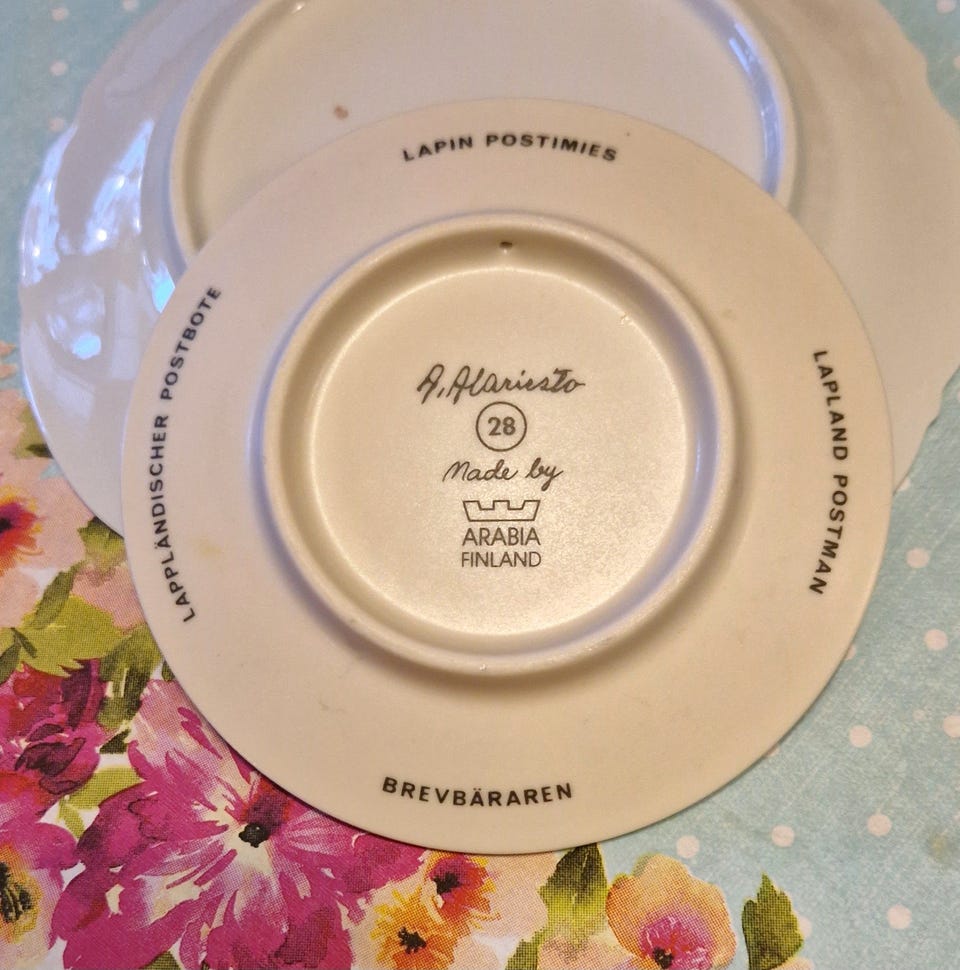 LAPIN POSTIMIES
LAPPLÄNDISCHER POSTBOTE
LAPLAND POSTMAN
A. Alariesto
28
Made by
ARABIA
FINLAND
BREVBÄRAREN